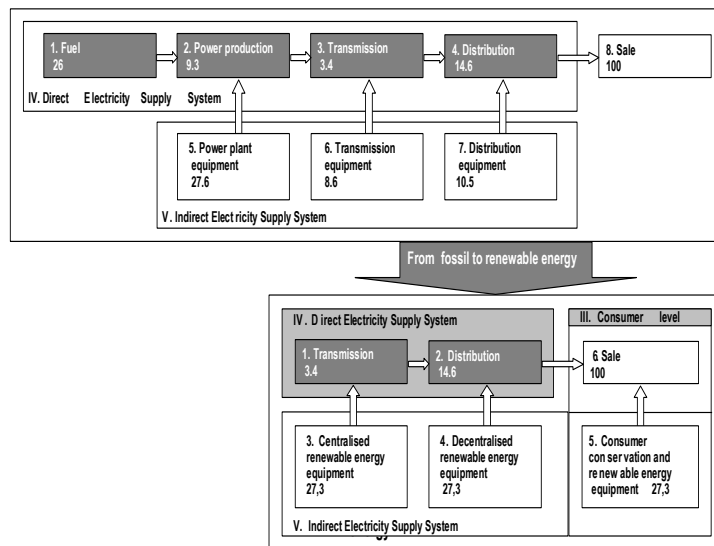 1. Fuel
26
2. Power production
9.3
3. Transmission
3.4
4. Distribution
14.6
8. Sale
100
IV. Direct Electricity Supply System
5. Power plant
equipment
27.6
6. Transmission
equipment
8.6
7. Distribution
equipment
10.5
V. Indirect Electricity Supply System
From fossil to renewable energy
IV. Direct Electricity Supply System
III. Consumer level
1. Transmission
3.4
2. Distribution
14.6
6. Sale
100
3. Centralised
renewable energy
equipment
27,3
4. Decentralised
renewable energy
equipment
27,3
5. Consumer
conservation and
renewable energy
equipment 27,3
V. Indirect Electricity Supply System